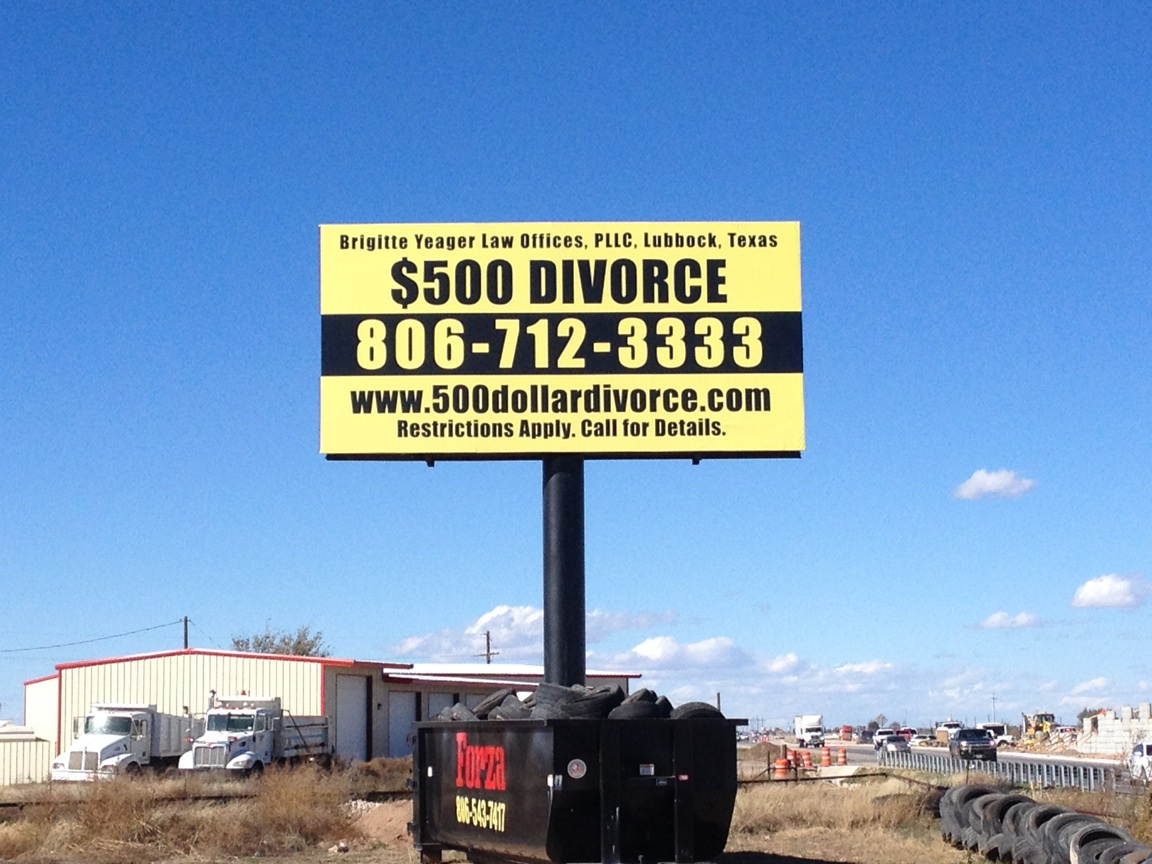 Brigitte Yeager Law Offices, PLLC, Lubbock, Texas
$500 DIVORCE
806-712-3333
www.500dollardivorce.com
Restrictions Apply. Call for Details.
Forza
806-543-7417